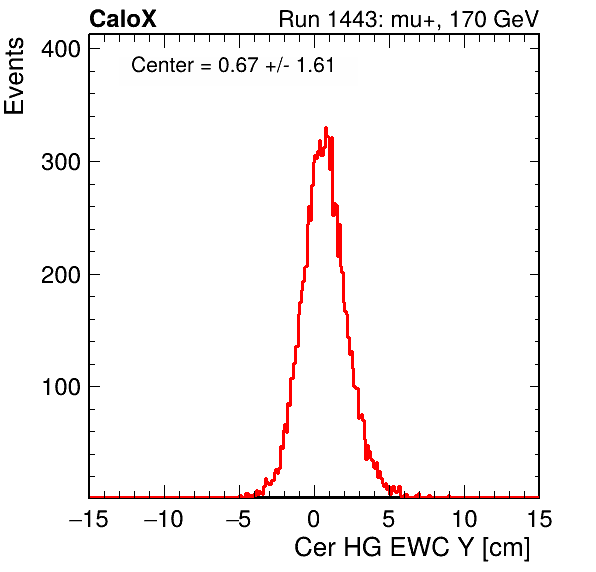 CaloX Run 1443: mu+, 170 GeV
Events
Center = 0.67 +/- 1.61
400
300
200
100
−15 −10 −5 0 5 10 15
Cer HG EWC Y [cm]